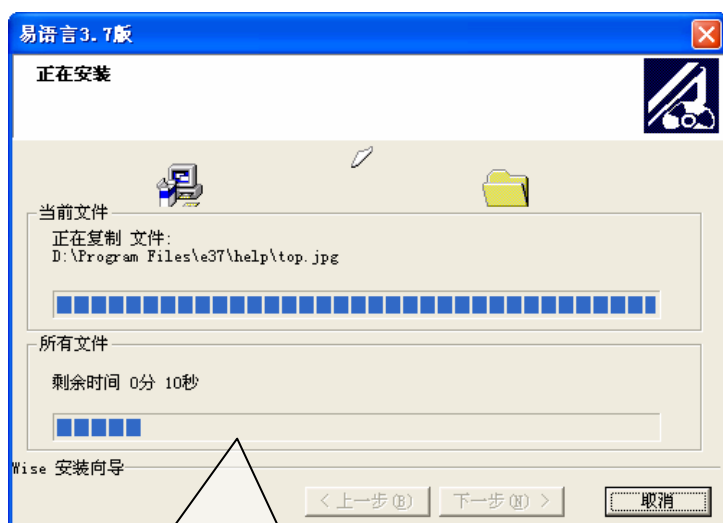 易语言3.7版
正在安装
当前文件
正在复制 文件:
D:\Program Files\e37\help\top.jpg
所有文件
剩余时间 0分 10秒
Wise 安装向导
< 上一步(B)
下一步(N) >
取消